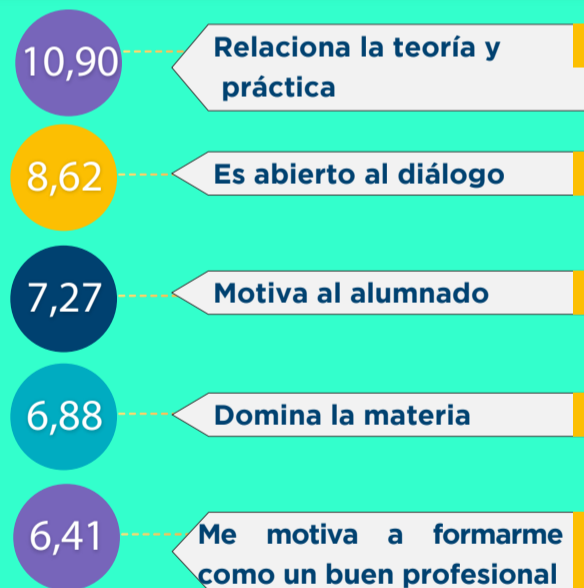 10,90
Relaciona la teoría y
práctica
8,62
Es abierto al diálogo
7,27
Motiva al alumnado
6,88
Domina la materia
6,41
Me motiva a formarme
como un buen profesional